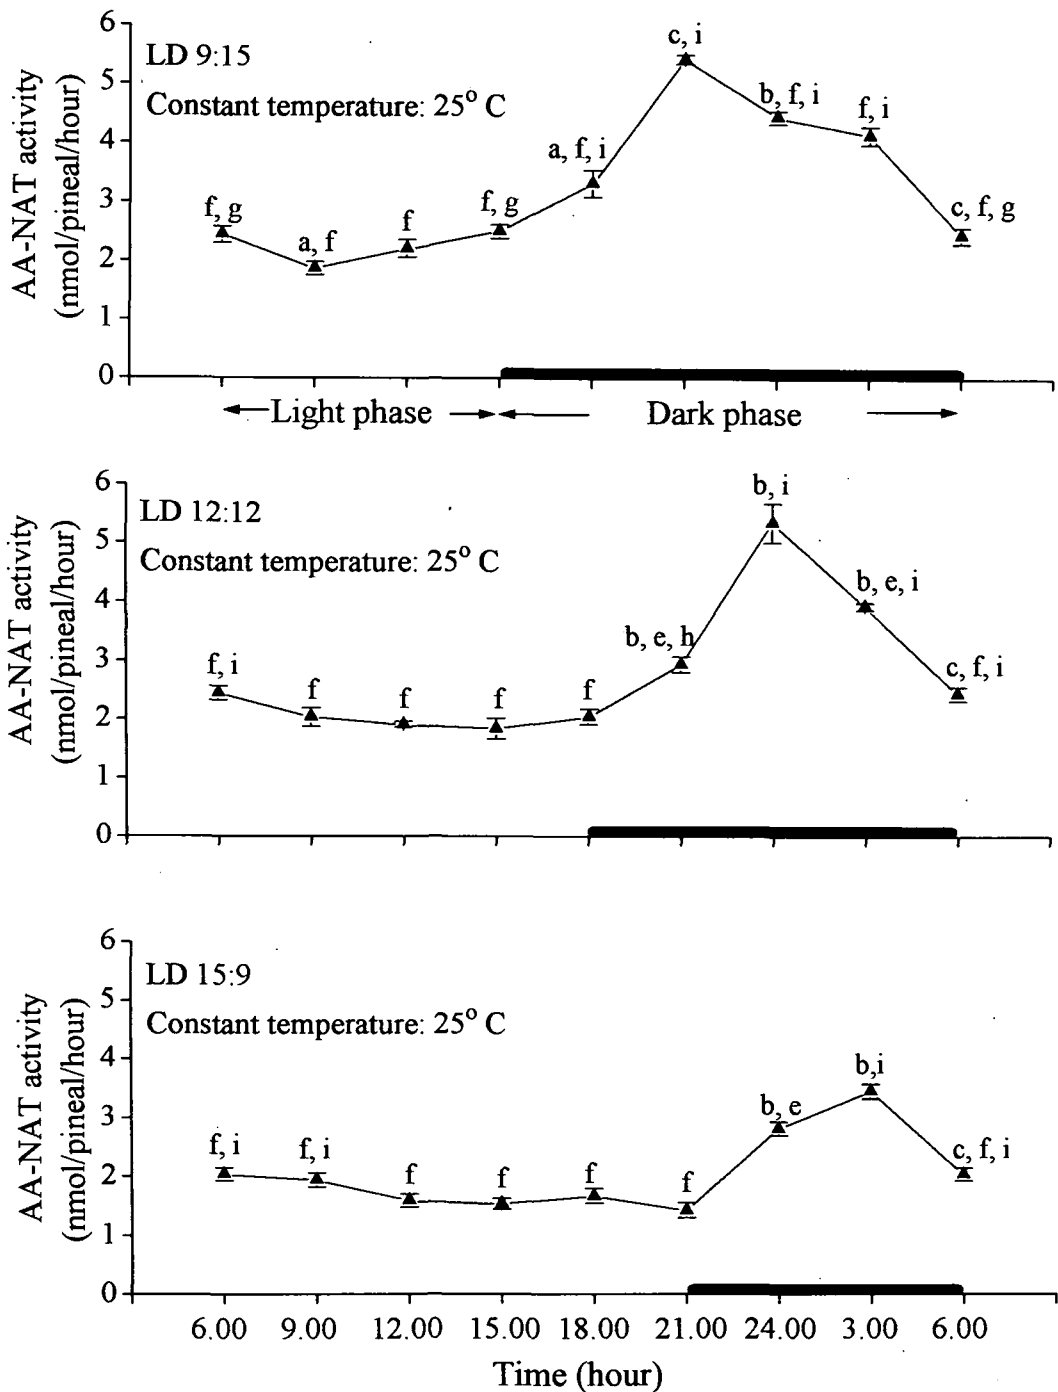 6
LD 9:15
c, i
5
Constant temperature: 25° C
b, f, i
f, i
4
a, f, i
3
f, g
a, f
f
f, g
c, f, g
2
1
0
AA-NAT activity
(nmol/pineal/hour)
Light phase
Dark phase
6
LD 12:12
b, i
5
Constant temperature: 25° C
4
b, e, i
b, e, h
3
f, i
f
f
f
f
c, f, i
2
1
0
AA-NAT activity
(nmol/pineal/hour)
6
LD 15:9
5
Constant temperature: 25° C
4
b,i
b, e
3
f, i
f, i
f
f
f
f
c, f, i
2
1
0
AA-NAT activity
(nmol/pineal/hour)
6.00 9.00 12.00 15.00 18.00 21.00 24.00 3.00 6.00
Time (hour)